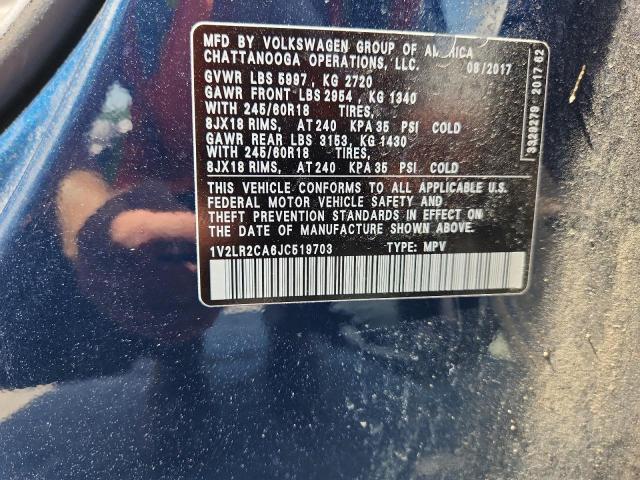 MFD BY VOLKSWAGEN GROUP OF AMERICA
CHATTANOOGA OPERATIONS, LLC. 08/2017
GVWR LBS 5997 , KG 2720
GAWR FRONT LBS 2954 , KG 1340
WITH 245/60R18 TIRES,
8JX18 RIMS, AT 240 KPA 35 PSI COLD
GAWR REAR LBS 3153, KG 1430
WITH 245/60R18 TIRES,
8JX18 RIMS, AT 240 KPA 35 PSI COLD
THIS VEHICLE CONFORMS TO ALL APPLICABLE U.S.
FEDERAL MOTOR VEHICLE SAFETY AND
THEFT PREVENTION STANDARDS IN EFFECT ON
THE DATE OF MANUFACTURE SHOWN ABOVE.
1V2LR2CA6JC519703 TYPE: MPV
3329279 2017-62